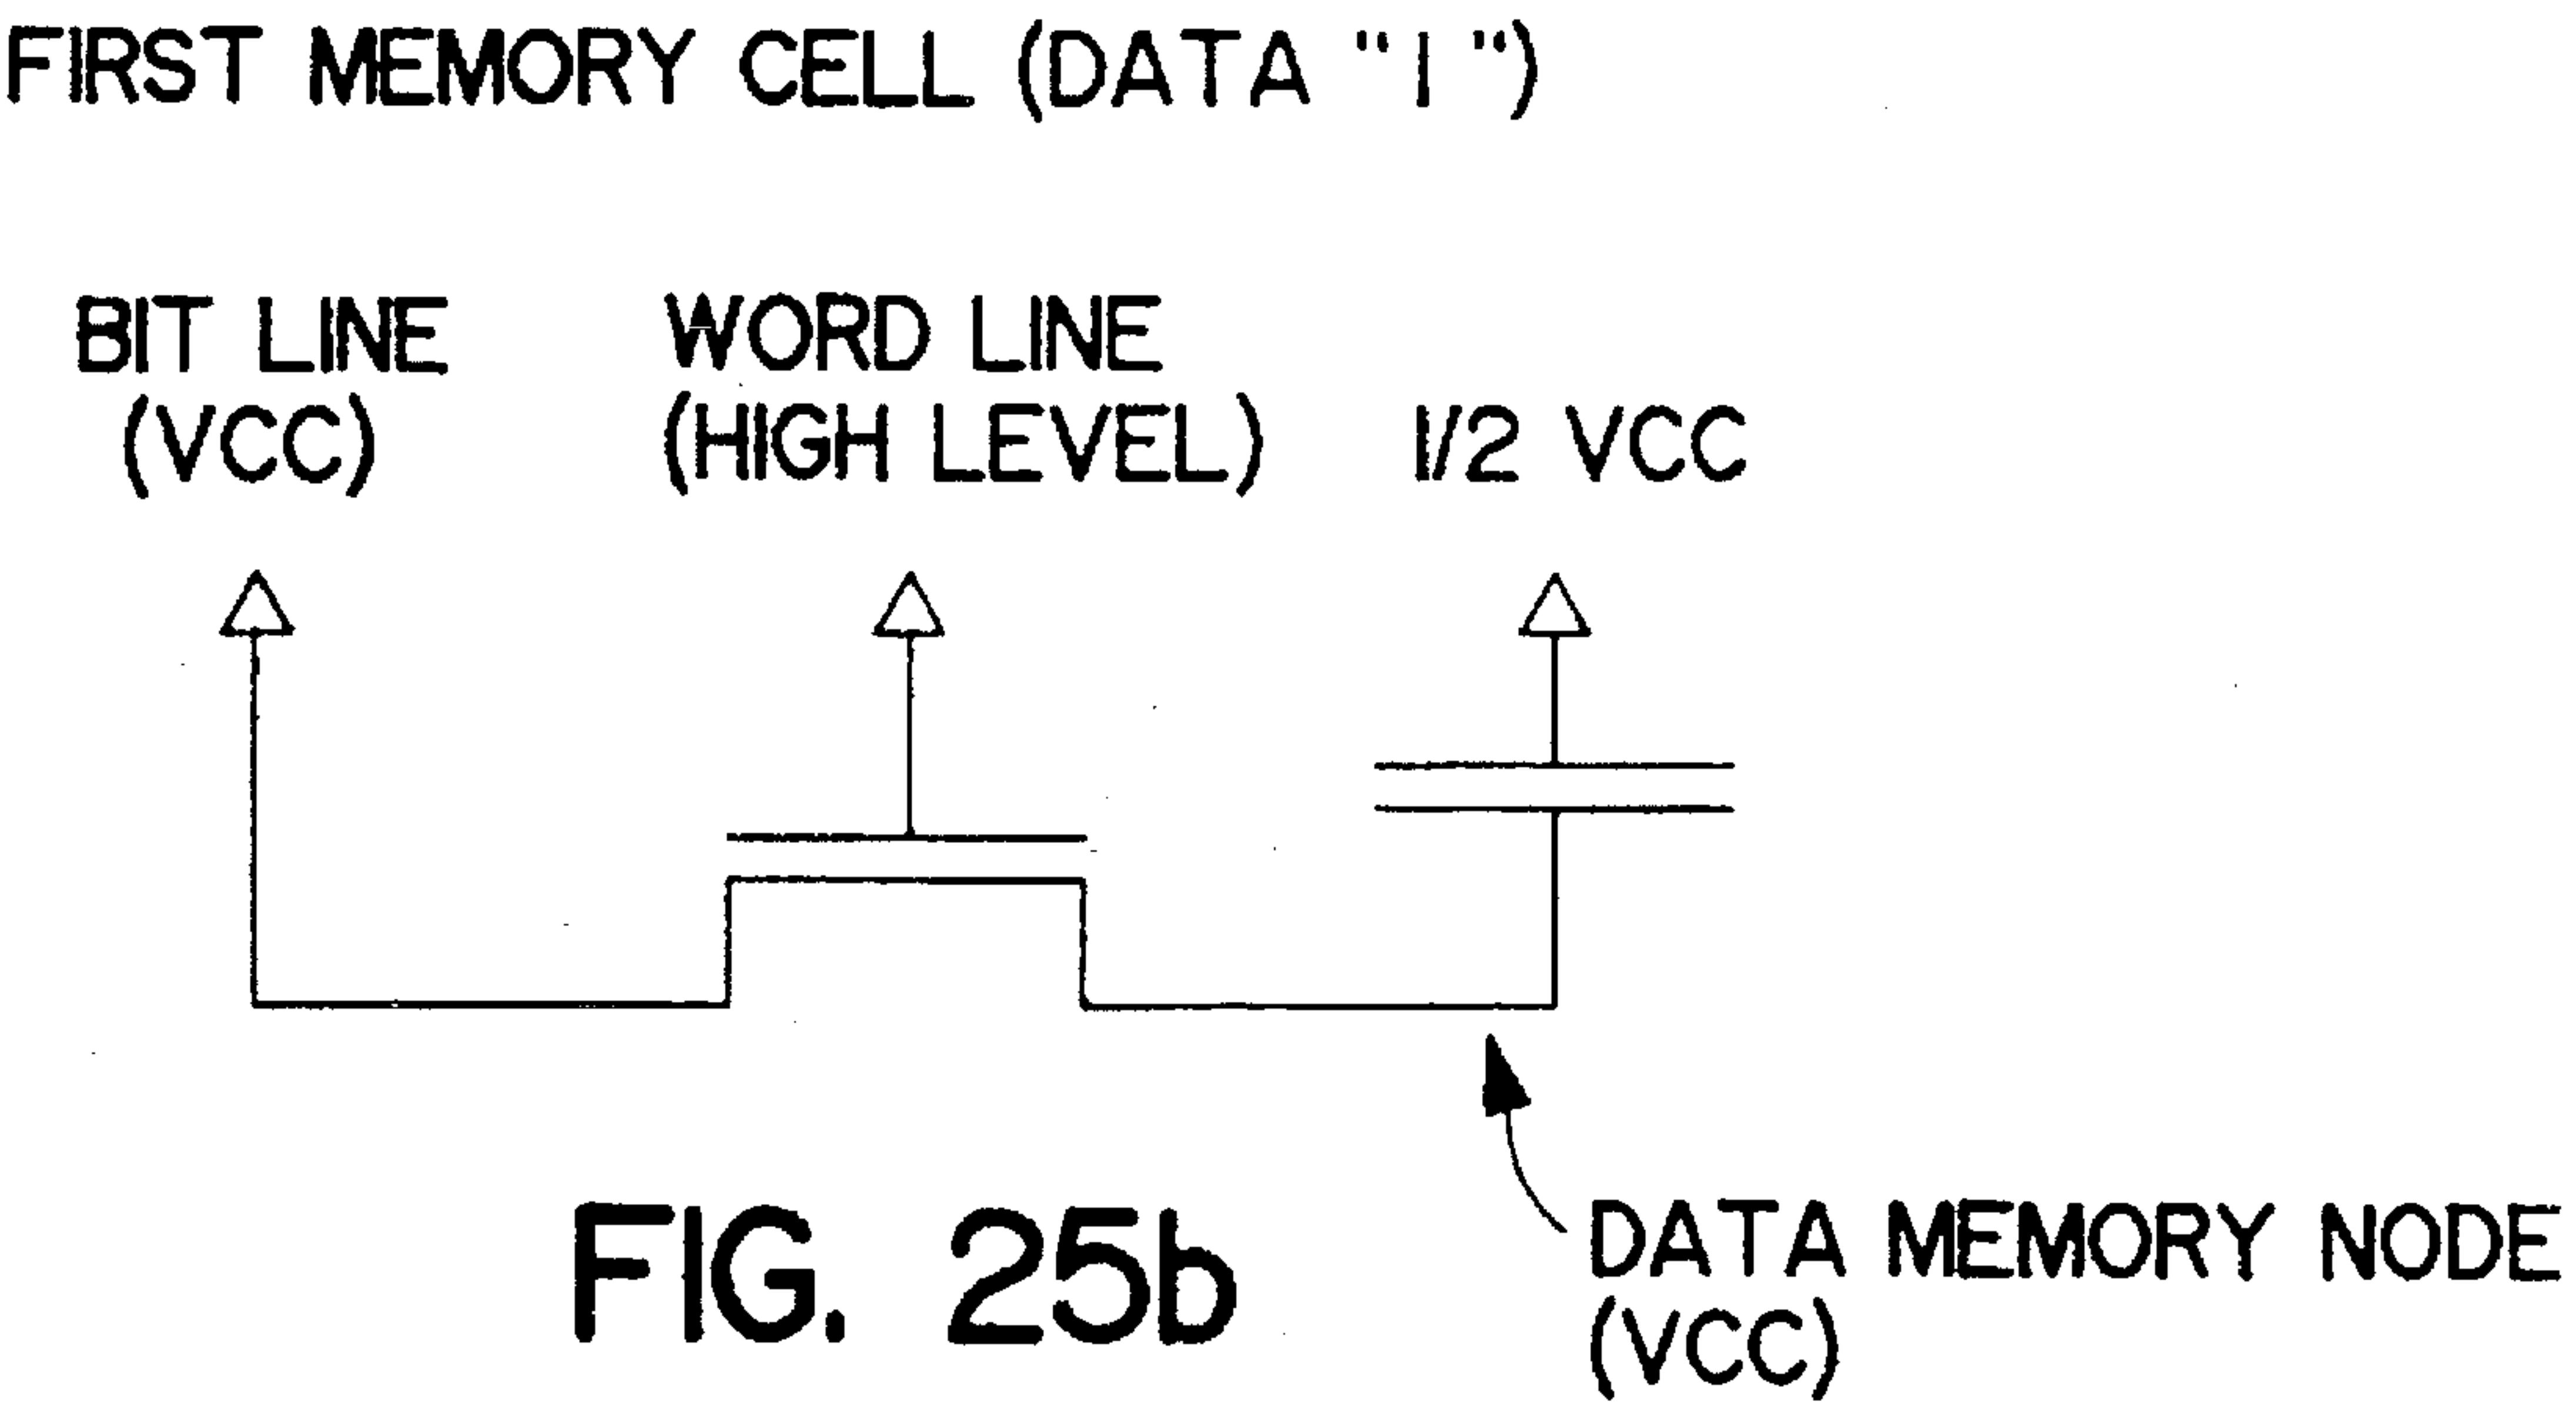 FIRST MEMORY CELL (DATA "1")
BIT LINE
(VCC)
WORD LINE
(HIGH LEVEL)
1/2 VCC
DATA MEMORY NODE
(VCC)
FIG. 25b